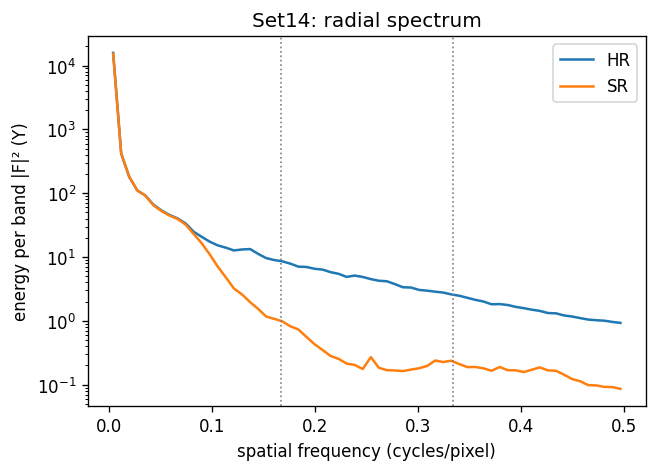 Set14: radial spectrum
HR
SR
energy per band |F|² (Y)
10⁴
10³
10²
10¹
10⁰
10⁻¹
0.0 0.1 0.2 0.3 0.4 0.5
spatial frequency (cycles/pixel)